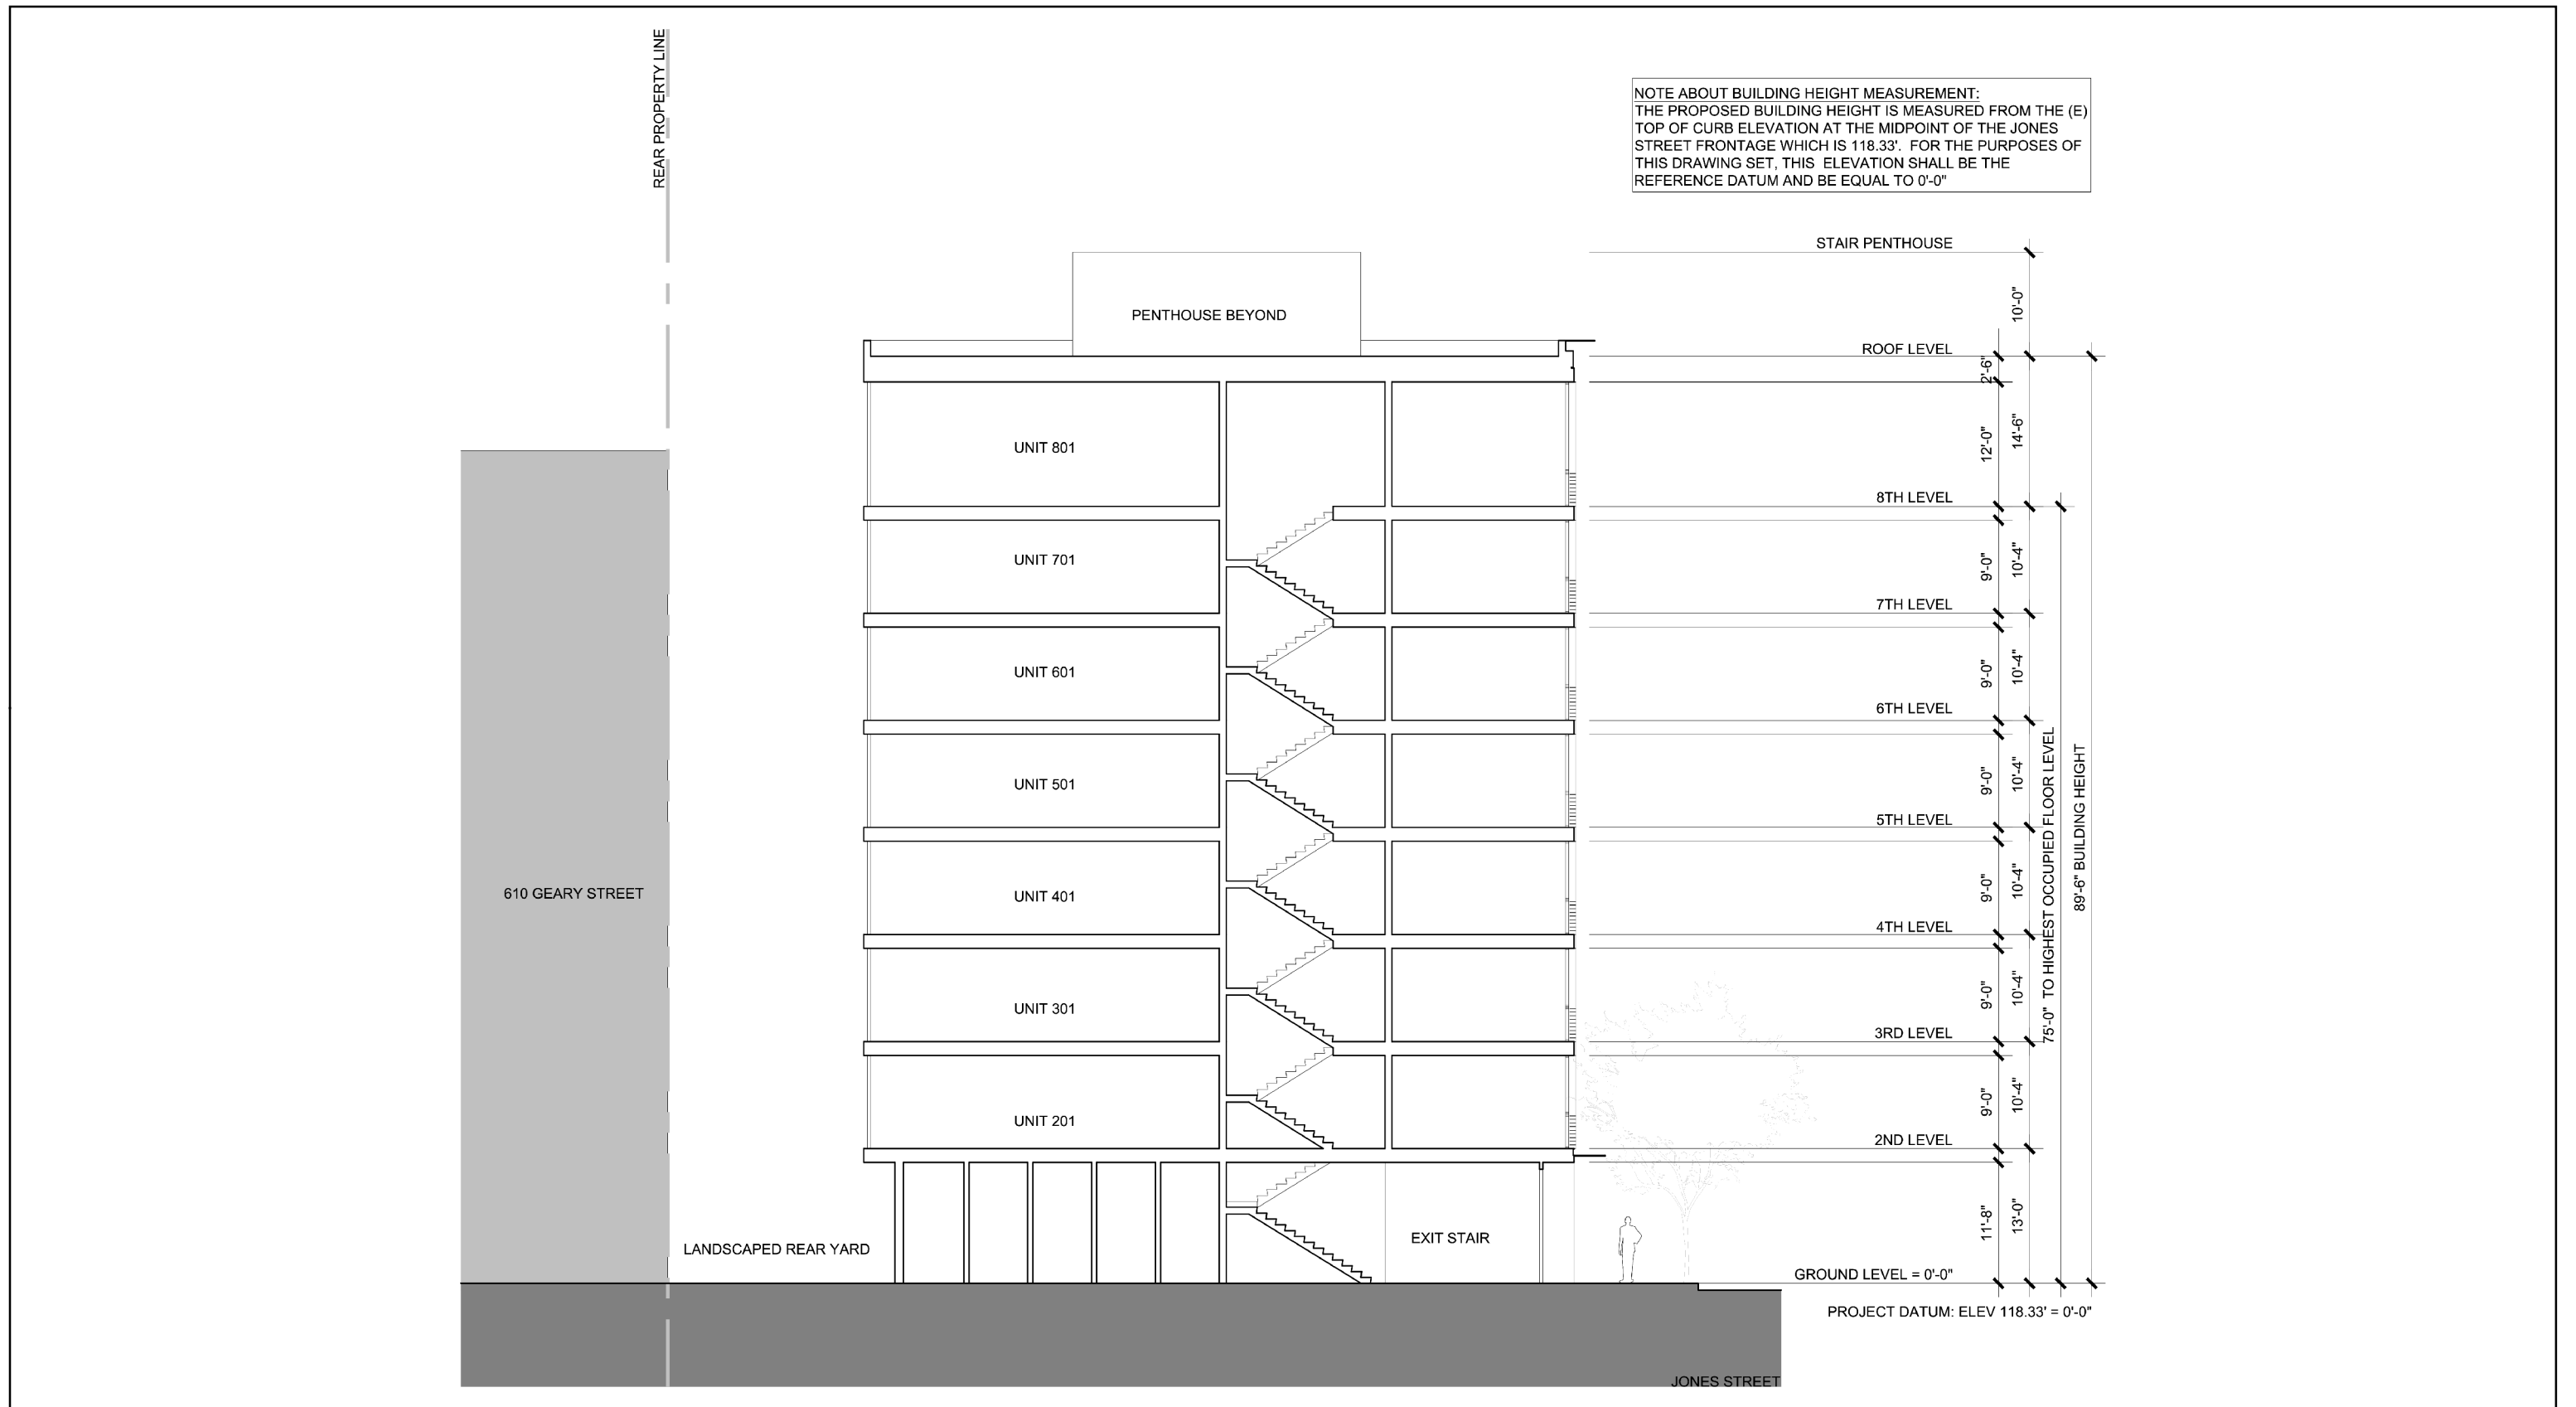 REAR PROPERTY LINE
NOTE ABOUT BUILDING HEIGHT MEASUREMENT:
THE PROPOSED BUILDING HEIGHT IS MEASURED FROM THE (E)
TOP OF CURB ELEVATION AT THE MIDPOINT OF THE JONES
STREET FRONTAGE WHICH IS 118.33'. FOR THE PURPOSES OF
THIS DRAWING SET, THIS ELEVATION SHALL BE THE
REFERENCE DATUM AND BE EQUAL TO 0'-0"
STAIR PENTHOUSE
10'-0"
PENTHOUSE BEYOND
ROOF LEVEL
2'-6"
UNIT 801
12'-0"
14'-6"
8TH LEVEL
UNIT 701
9'-0"
10'-4"
7TH LEVEL
UNIT 601
9'-0"
10'-4"
6TH LEVEL
UNIT 501
9'-0"
10'-4"
5TH LEVEL
75'-0" TO HIGHEST OCCUPIED FLOOR LEVEL
89'-6" BUILDING HEIGHT
610 GEARY STREET
UNIT 401
9'-0"
10'-4"
4TH LEVEL
UNIT 301
9'-0"
10'-4"
3RD LEVEL
UNIT 201
9'-0"
10'-4"
2ND LEVEL
11'-8"
13'-0"
LANDSCAPED REAR YARD
EXIT STAIR
GROUND LEVEL = 0'-0"
PROJECT DATUM: ELEV 118.33' = 0'-0"
JONES STREET